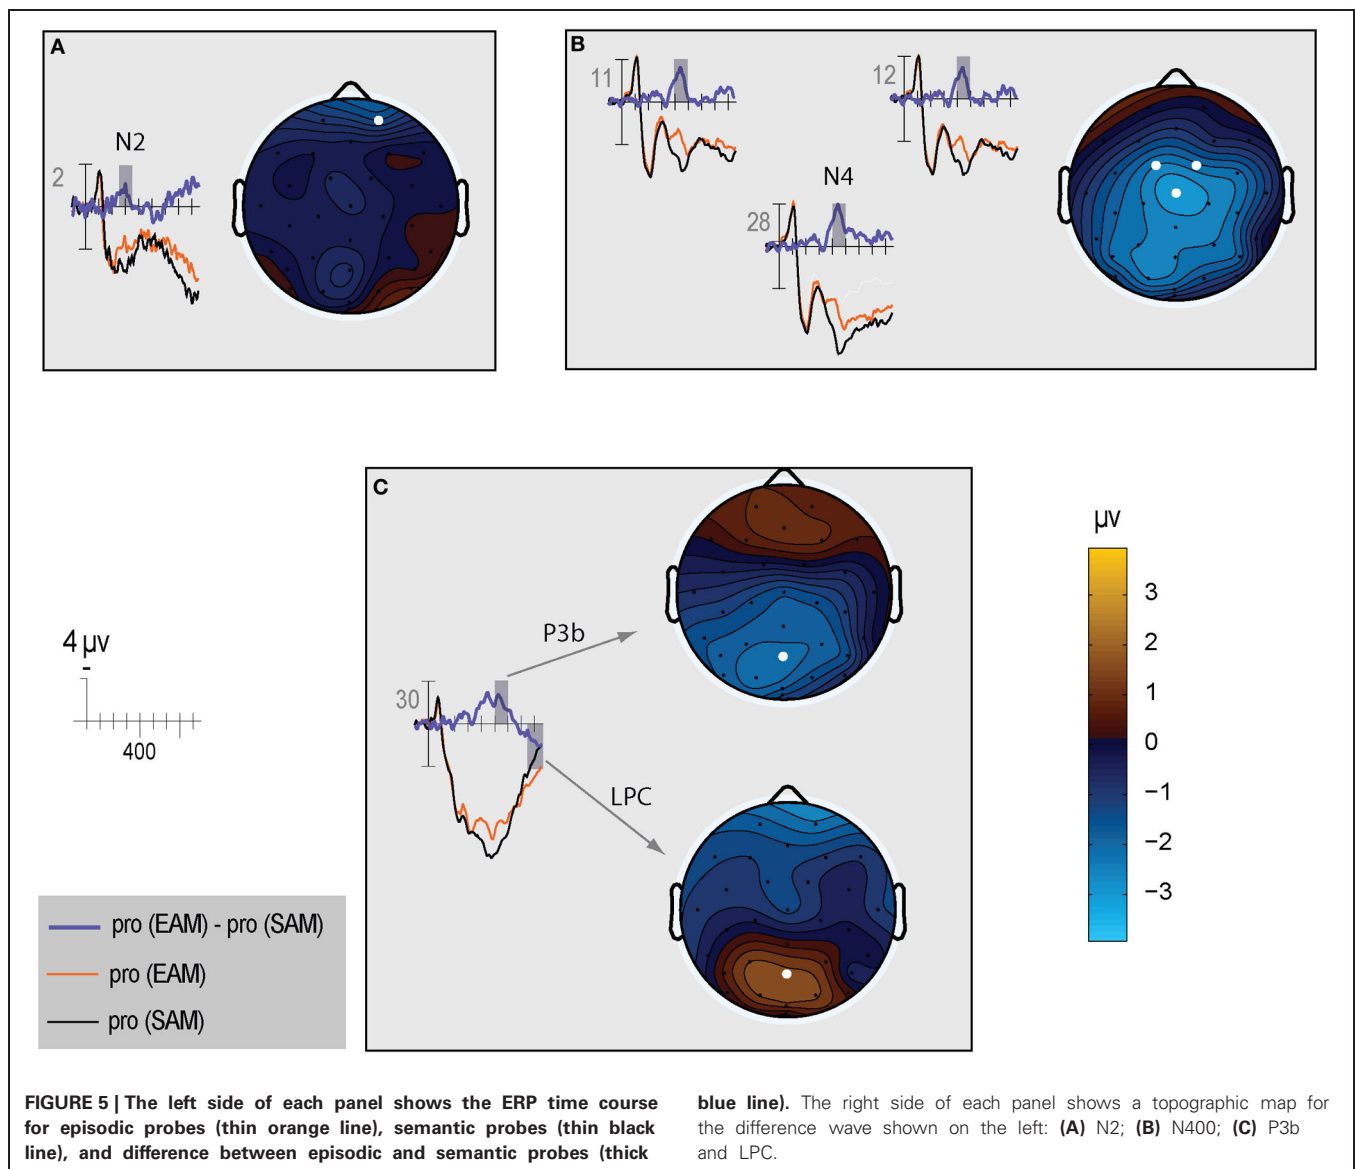 A
N2
2
B
11
12
N4
28
C
P3b
30
LPC
4 µv
400
µv
3
2
1
0
−1
−2
−3
pro (EAM) - pro (SAM)
pro (EAM)
pro (SAM)
FIGURE 5 | The left side of each panel shows the ERP time course
for episodic probes (thin orange line), semantic probes (thin black
line), and difference between episodic and semantic probes (thick
blue line). The right side of each panel shows a topographic map for
the difference wave shown on the left: (A) N2; (B) N400; (C) P3b
and LPC.